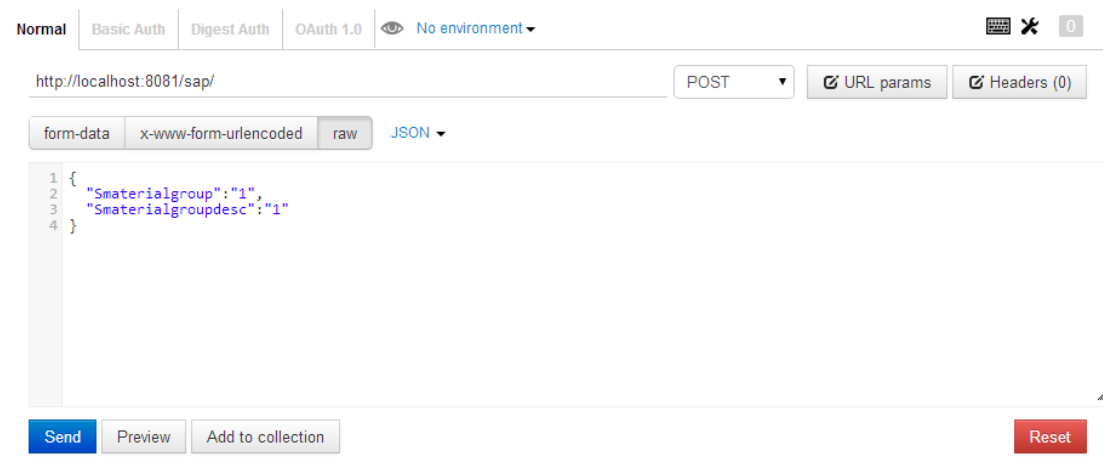 Normal Basic Auth Digest Auth OAuth 1.0 No environment 0
http://localhost:8081/sap/ POST URL params Headers (0)
form-data x-www-form-urlencoded raw JSON
1 {
2 "Smaterialgroup":"1",
3 "Smaterialgroupdesc":"1"
4 }
Send Preview Add to collection Reset